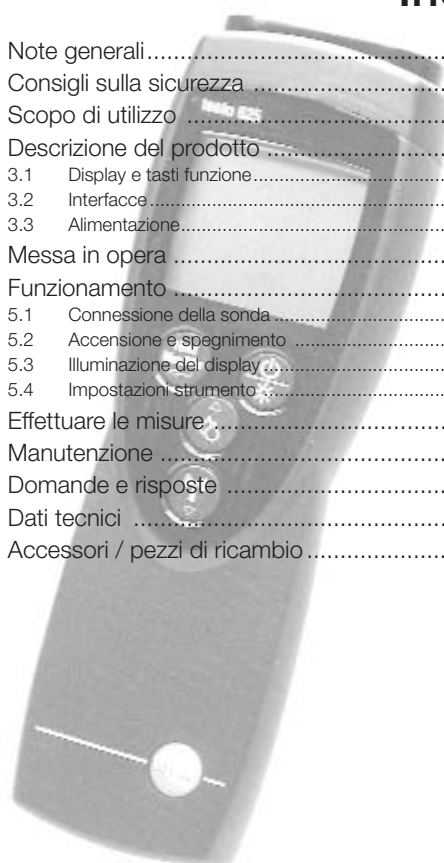 Note generali
Consigli sulla sicurezza
Scopo di utilizzo
testo 625
Descrizione del prodotto
3.1 Display e tasti funzione
3.2 Interfacce
3.3 Alimentazione
Messa in opera
Funzionamento
5.1 Connessione della sonda
5.2 Accensione e spegnimento
5.3 Illuminazione del display
5.4 Impostazioni strumento
Effettuare le misure
Manutenzione
Domande e risposte
Dati tecnici
Accessori / pezzi di ricambio